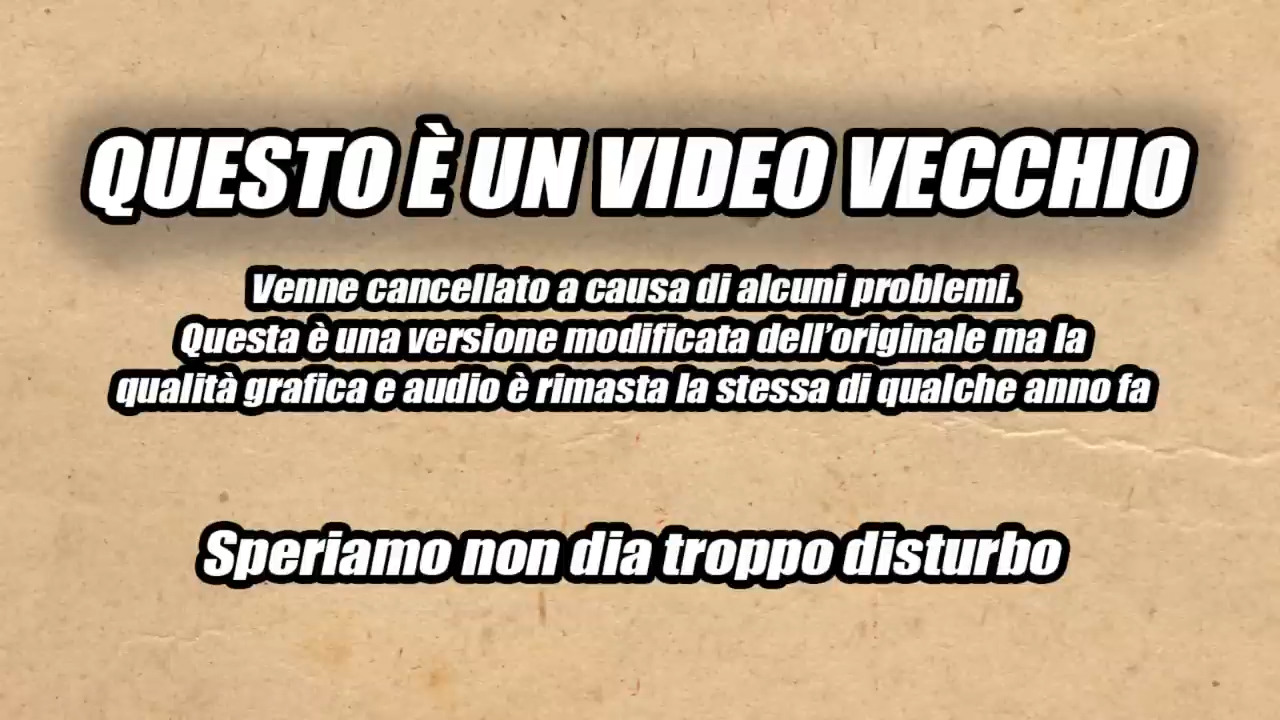 QUESTO È UN VIDEO VECCHIO
Venne cancellato a causa di alcuni problemi.
Questa è una versione modificata dell'originale ma la
qualità grafica e audio è rimasta la stessa di qualche anno fa
Speriamo non dia troppo disturbo